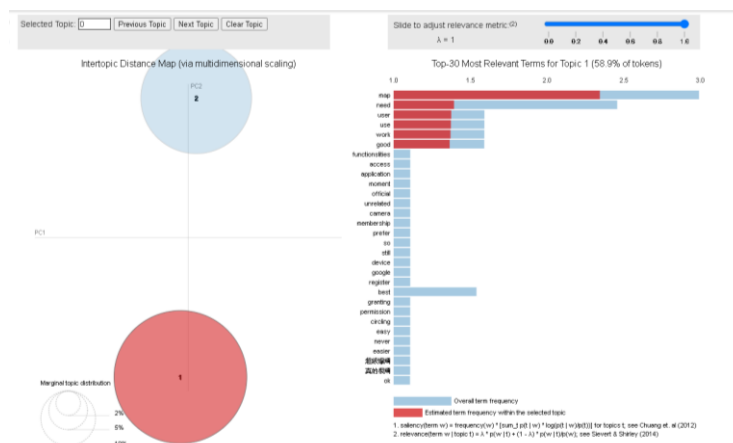 Selected Topic: 0 Previous Topic Next Topic Clear Topic
Slide to adjust relevance metric:(2)
λ = 1
0.0 0.2 0.4 0.6 0.8 1.0
Intertopic Distance Map (via multidimensional scaling)
PC2
2
PC1
1
Marginal topic distribution
2%
5%
10%
Top-30 Most Relevant Terms for Topic 1 (58.9% of tokens)
1.0 1.5 2.0 2.5 3.0
map
need
user
use
work
good
functionalities
access
application
moment
official
unrelated
camera
membership
prefer
so
still
device
google
register
best
granting
permission
circling
easy
never
easier
ok
Overall term frequency
Estimated term frequency within the selected topic
1. saliency(term w) = frequency(w) * [sum_t p(t | w) * log(p(t | w)/p(t))] for topics t; see Chuang et. al (2012)
2. relevance(term w | topic t) = λ * p(w | t) + (1 - λ) * p(w | t)/p(w); see Sievert & Shirley (2014)